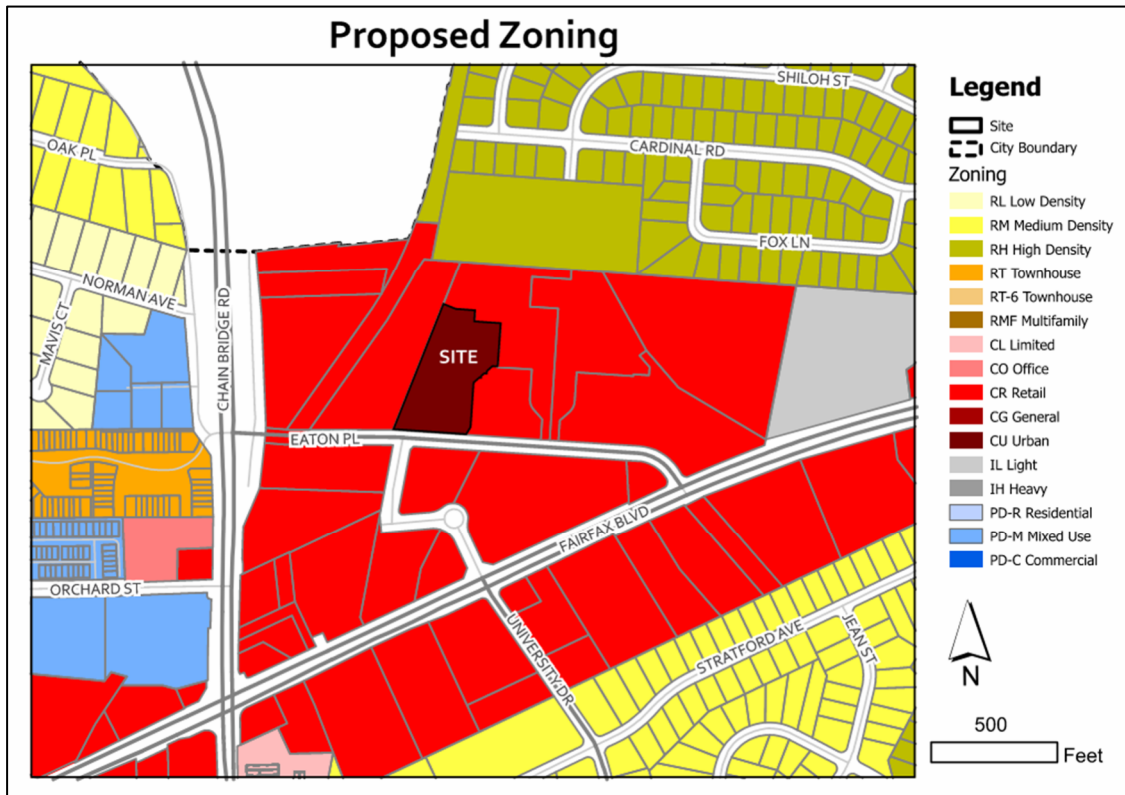 Proposed Zoning
SHILOH ST
CARDINAL RD
OAK PL
FOX LN
NORMAN AVE
MAVIS CT
CHAIN BRIDGE RD
SITE
EATON PL
FAIRFAX BLVD
ORCHARD ST
UNIVERSITY DR
STRATFORD AVE
JEAN ST
Legend
Site
City Boundary
Zoning
RL Low Density
RM Medium Density
RH High Density
RT Townhouse
RT-6 Townhouse
RMF Multifamily
CL Limited
CO Office
CR Retail
CG General
CU Urban
IL Light
IH Heavy
PD-R Residential
PD-M Mixed Use
PD-C Commercial
N
500
Feet